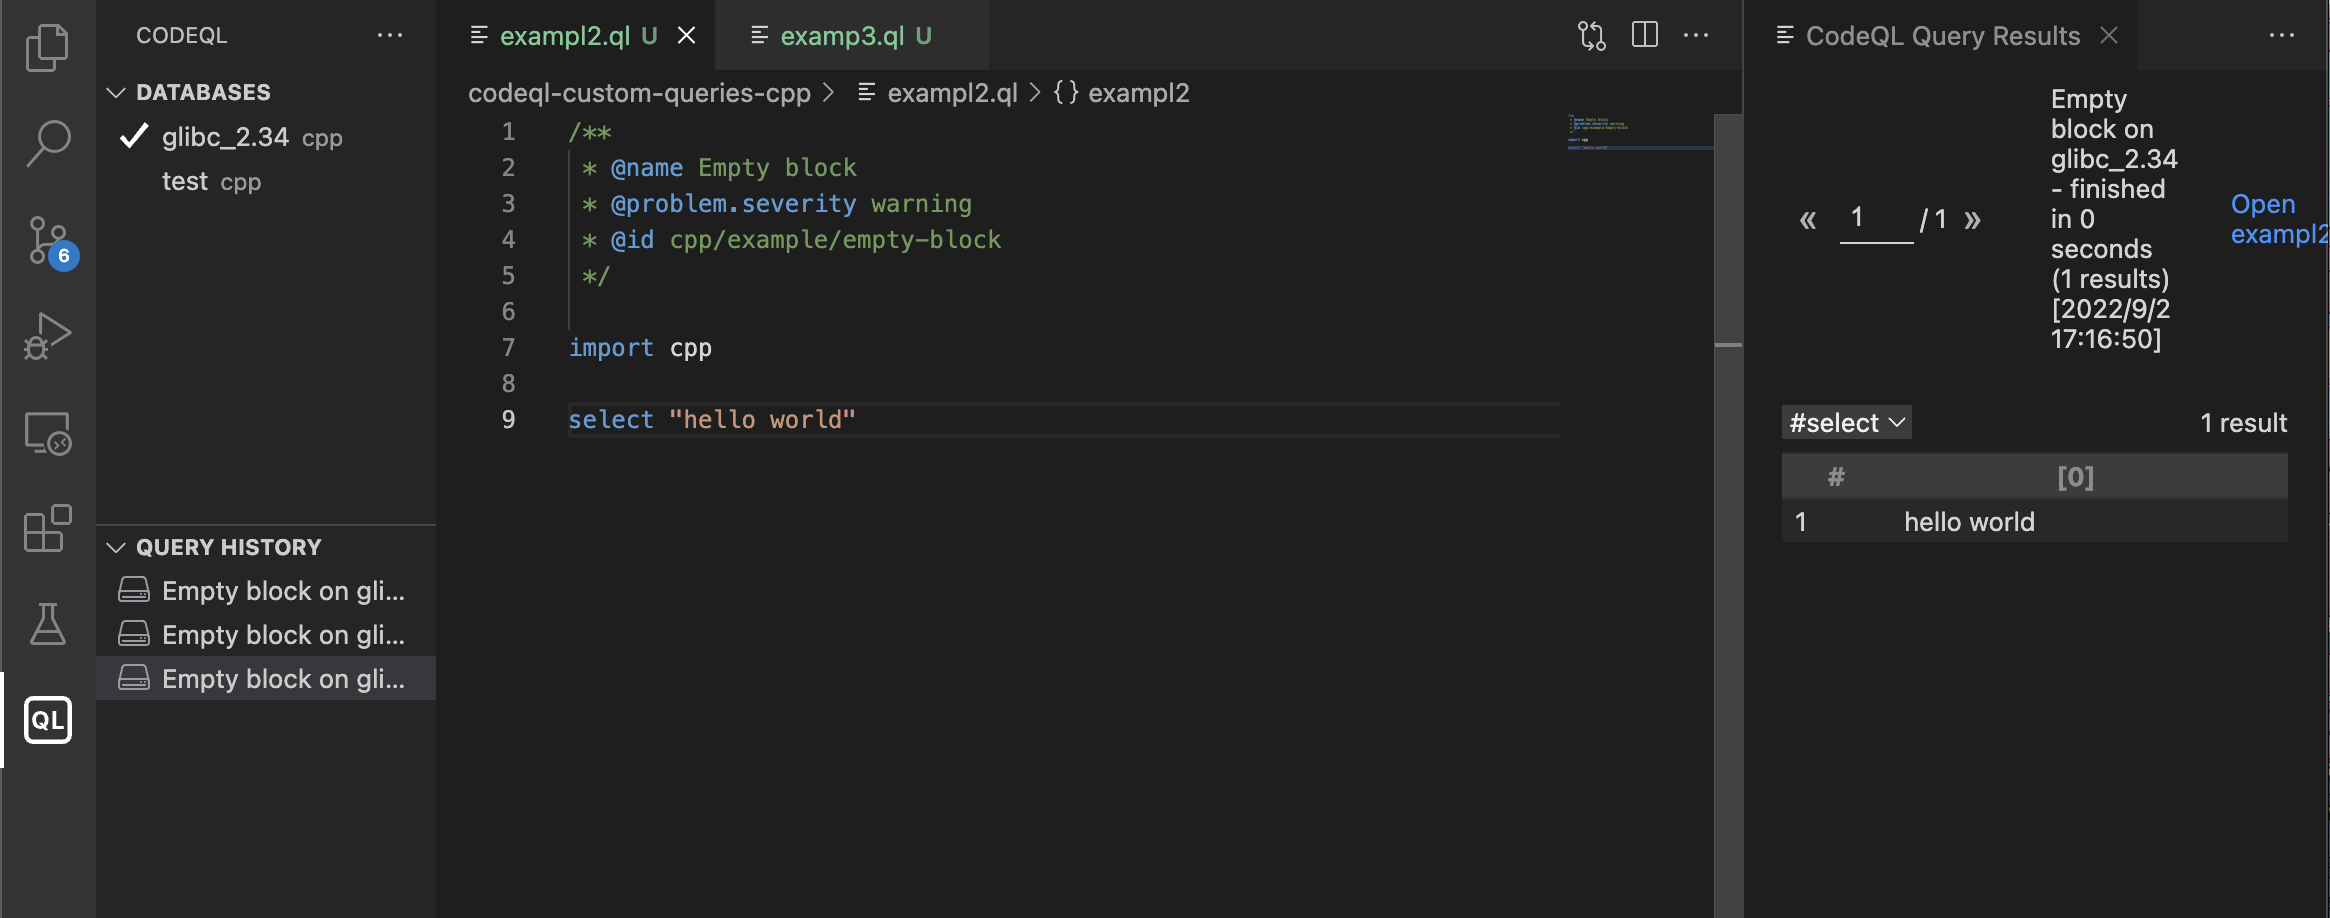 CODEQL
DATABASES
glibc_2.34 cpp
test cpp
QUERY HISTORY
Empty block on gli...
Empty block on gli...
Empty block on gli...
6
QL
exampl2.ql U
examp3.ql U
codeql-custom-queries-cpp > exampl2.ql > {} exampl2
1 /**
2 * @name Empty block
3 * @problem.severity warning
4 * @id cpp/example/empty-block
5 */
6
7 import cpp
8
9 select "hello world"
CodeQL Query Results
« 1 / 1 »
Empty
block on
glibc_2.34
- finished
in 0
seconds
(1 results)
[2022/9/2
17:16:50]
Open
exampl2
#select
1 result
# [0]
1 hello world